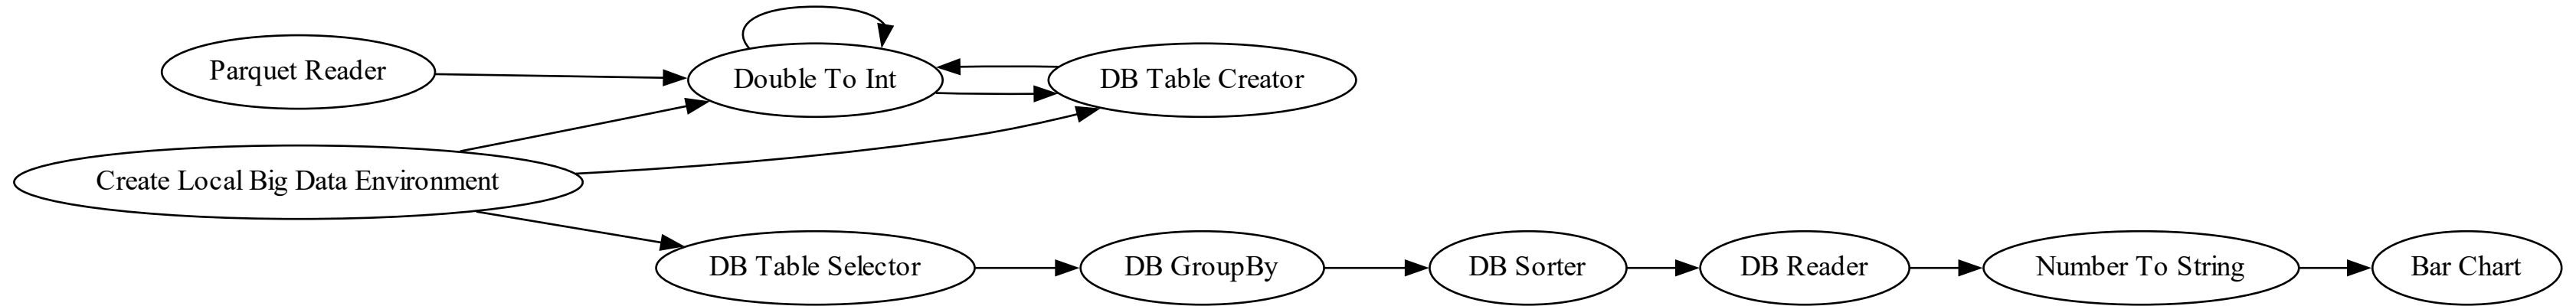 Parquet Reader
Double To Int
DB Table Creator
Create Local Big Data Environment
DB Table Selector
DB GroupBy
DB Sorter
DB Reader
Number To String
Bar Chart